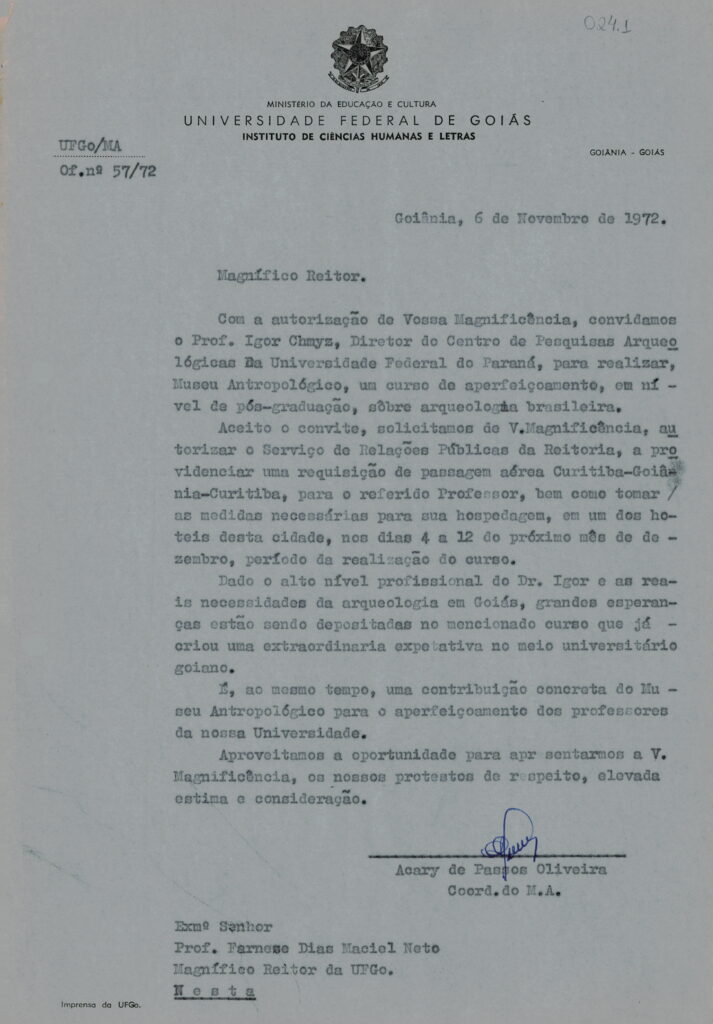 024.1
MINISTÉRIO DA EDUCAÇÃO E CULTURA
UNIVERSIDADE FEDERAL DE GOIÁS
INSTITUTO DE CIÊNCIAS HUMANAS E LETRAS
GOIÂNIA - GOIÁS
UFGo/MA
Of.nº 57/72
Goiânia, 6 de Novembro de 1972.
Magnífico Reitor.
Com a autorização de Vossa Magnificência, convidamos
o Prof. Igor Chmyz, Diretor do Centro de Pesquisas Arqueo
lógicas da Universidade Federal do Paraná, para realizar,
Museu Antropológico, um curso de aperfeiçoamento, em ní -
vel de pós-graduação, sôbre arqueologia brasileira.
Aceito o convite, solicitamos de V.Magnificência, au
torizar o Serviço de Relações Públicas da Reitoria, a pro
videnciar uma requisição de passagem aérea Curitiba-Goiâ-
nia-Curitiba, para o referido Professor, bem como tomar /
as medidas necessárias para sua hospedagem, em um dos ho-
teis desta cidade, nos dias 4 a 12 do próximo mês de de -
zembro, período da realização do curso.
Dado o alto nível profissional do Dr. Igor e as rea-
is necessidades da arqueologia em Goiás, grandes esperan-
ças estão sendo depositadas no mencionado curso que já -
criou uma extraordinaria expetativa no meio universitário
goiano.
É, ao mesmo tempo, uma contribuição concreta do Mu -
seu Antropológico para o aperfeiçoamento dos professores
da nossa Universidade.
Aproveitamos a oportunidade para apr sentarmos a V.
Magnificência, os nossos protestos de respeito, elevada
estima e consideração.
Acary de Passos Oliveira
Coord.do M.A.
Exmº Senhor
Prof. Farnese Dias Maciel Neto
Magnífico Reitor da UFGo.
N e s t a
Imprensa da UFGo.